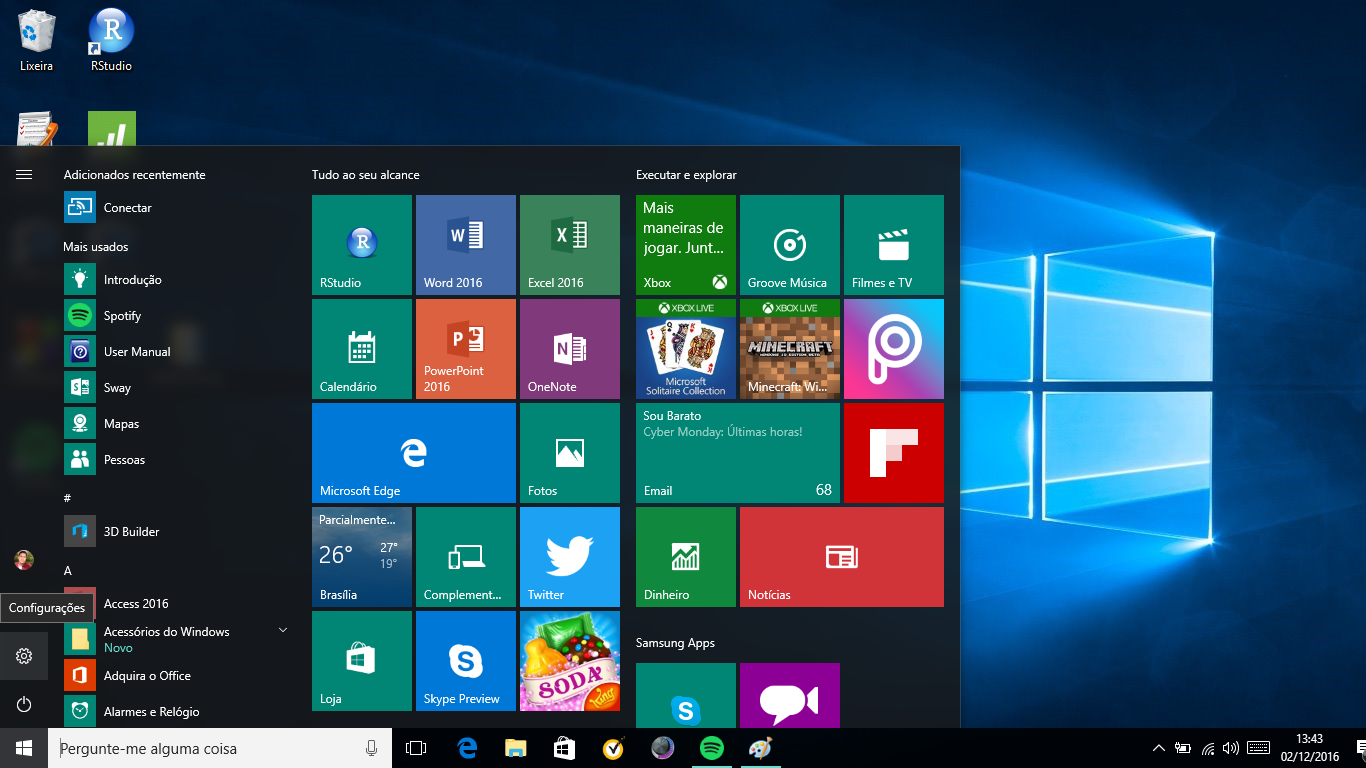 Lixeira
RStudio
Adicionados recentemente
Conectar
Mais usados
Introdução
Spotify
User Manual
Sway
Mapas
Pessoas
#
3D Builder
A
Access 2016
Configurações
Acessórios do Windows
Novo
Adquira o Office
Alarmes e Relógio
Tudo ao seu alcance
RStudio
Word 2016
Excel 2016
Calendário
PowerPoint
2016
OneNote
Microsoft Edge
Fotos
Parcialmente...
26°
27°
19°
Brasília
Complement...
Twitter
Loja
Skype Preview
SODA
King
Executar e explorar
Mais
maneiras de
jogar. Junt...
Xbox
Groove Música
Filmes e TV
XBOX LIVE
Microsoft
Solitaire Collection
XBOX LIVE
MINECRAFT
WINDOWS 10 EDITION BETA
Minecraft: Wi...
Sou Barato
Cyber Monday: Últimas horas!
Email
68
Dinheiro
Notícias
Samsung Apps
Pergunte-me alguma coisa
13:43
02/12/2016